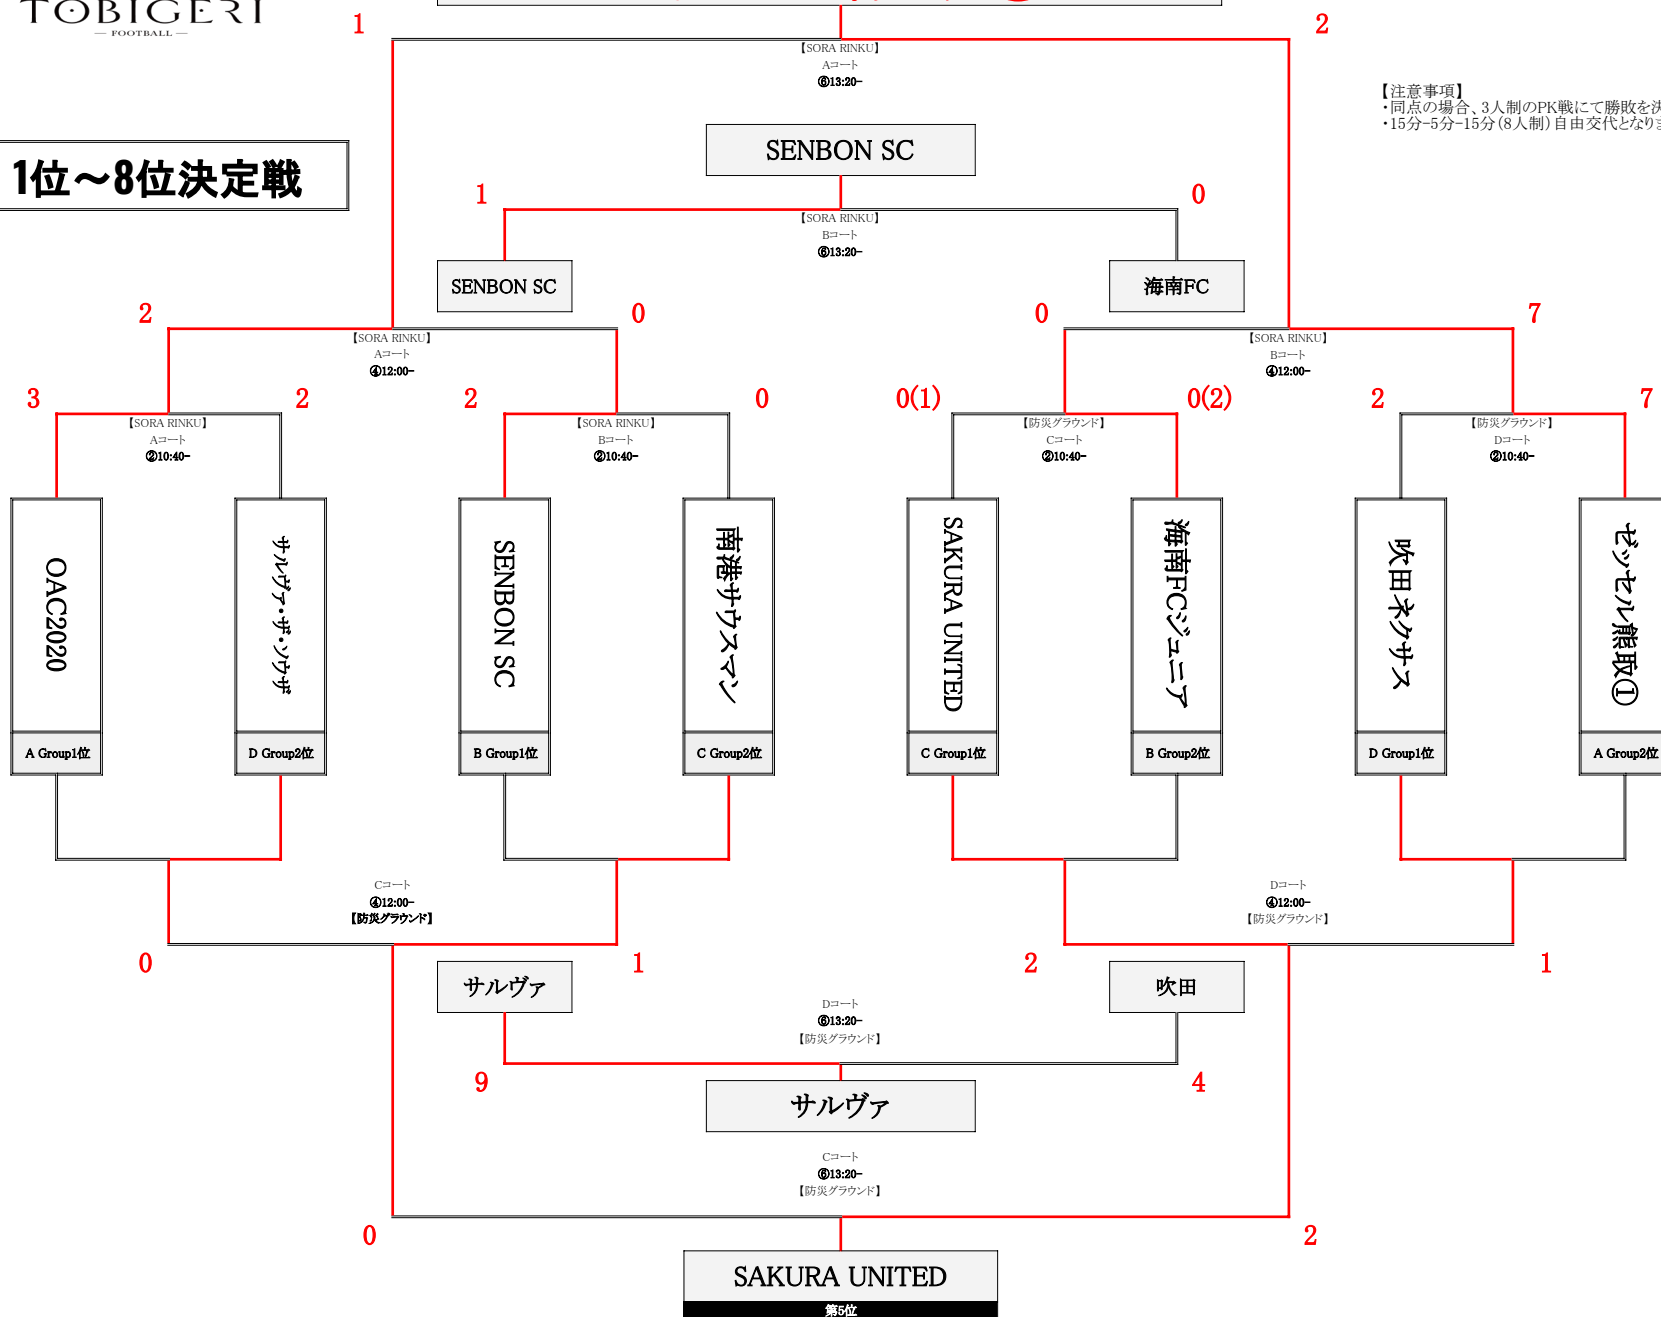 TOBIGERI
— FOOTBALL —
1
2
【SORA RINKU】
Aコート
⑥13:20-
【注意事項】
・同点の場合、3人制のPK戦にて勝敗を決
・15分-5分-15分(8人制)自由交代となりま
SENBON SC
1位～8位決定戦
1
0
【SORA RINKU】
Bコート
⑥13:20-
SENBON SC
海南FC
2
0
0
7
【SORA RINKU】
Aコート
④12:00-
【SORA RINKU】
Bコート
④12:00-
3
2
2
0
0(1)
0(2)
2
7
【SORA RINKU】
Aコート
②10:40-
【SORA RINKU】
Bコート
②10:40-
【防災グラウンド】
Cコート
②10:40-
【防災グラウンド】
Dコート
②10:40-
OAC2020
サルヴァ・ザ・ソウザ
SENBON SC
南港サウスマン
SAKURA UNITED
海南FCジュニア
吹田ネクサス
ゼッセル熊取①
A Group1位
D Group2位
B Group1位
C Group2位
C Group1位
B Group2位
D Group1位
A Group2位
Cコート
④12:00-
【防災グラウンド】
Dコート
④12:00-
【防災グラウンド】
0
1
2
1
サルヴァ
吹田
Dコート
⑥13:20-
【防災グラウンド】
9
4
サルヴァ
Cコート
⑥13:20-
【防災グラウンド】
0
2
SAKURA UNITED
第5位